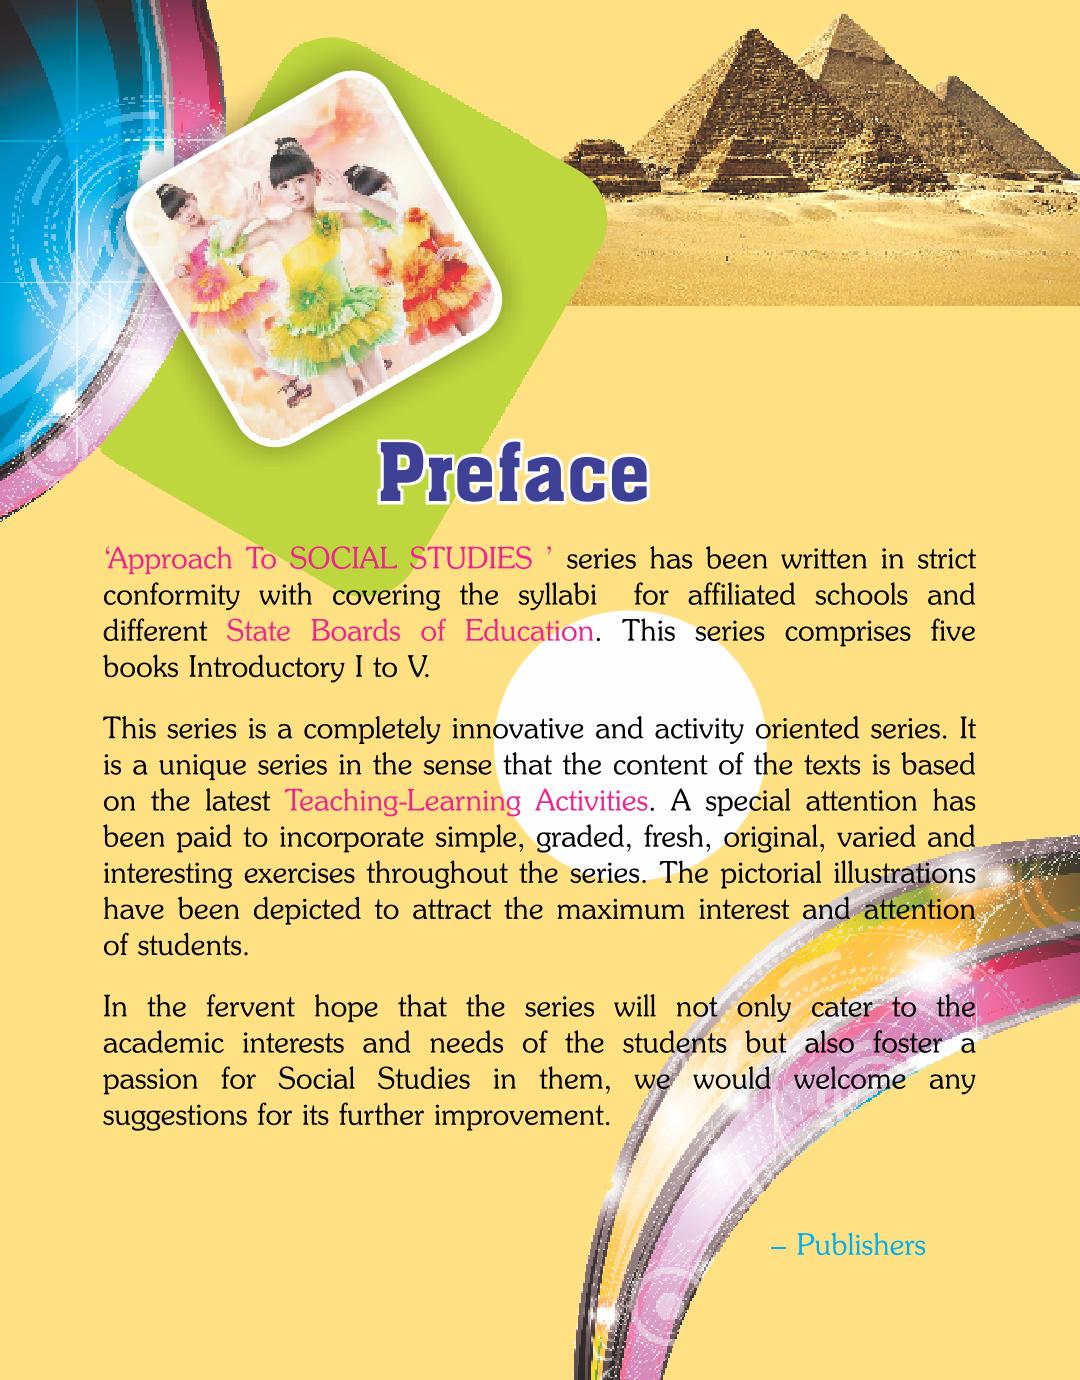 Preface
‘Approach To SOCIAL STUDIES ’ series has been written in strict
conformity with covering the syllabi for affiliated schools and
different State Boards of Education. This series comprises five
books Introductory I to V.
This series is a completely innovative and activity oriented series. It
is a unique series in the sense that the content of the texts is based
on the latest Teaching-Learning Activities. A special attention has
been paid to incorporate simple, graded, fresh, original, varied and
interesting exercises throughout the series. The pictorial illustrations
have been depicted to attract the maximum interest and attention
of students.
In the fervent hope that the series will not only cater to the
academic interests and needs of the students but also foster a
passion for Social Studies in them, we would welcome any
suggestions for its further improvement.
– Publishers